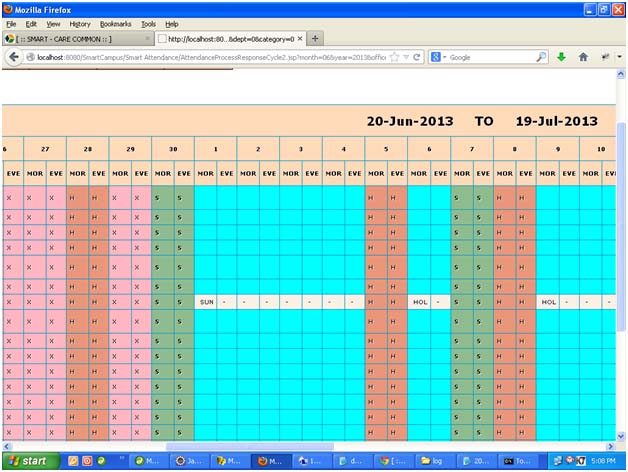 Mozilla Firefox
File Edit View History Bookmarks Tools Help
[ :: SMART - CARE COMMON :: ] × http://localhost:80...&dept=0&category=0 × +
localhost:8080/SmartCampus/Smart Attendance/AttendanceProcessResponseCycle2.jsp?month=06&year=2013&offic Google
20-Jun-2013 TO 19-Jul-2013
6 27 28 29 30 1 2 3 4 5 6 7 8 9 10
EVE MOR EVE MOR EVE MOR EVE MOR EVE MOR EVE MOR EVE MOR EVE MOR EVE MOR EVE MOR EVE MOR EVE MOR EVE MOR EVE MOR
X X X H H X X S S H H S S H H
X X X H H X X S S H H S S H H
X X X H H X X S S H H S S H H
X X X H H X X S S H H S S H H
X X X H H X X S S H H S S H H
X X X H H X X S S SUN - - - - - - - H H HOL - S S H H HOL - -
X X X H H X X S S H H S S H H
X X X H H X X S S H H S S H H
X X X H H X X S S H H S S H H
X X X H H X X S S H H S S H H
X X X H H X X S S H H S S H H
X X X H H X X S S H H S S H H
X X X H H X X S S H H S S H H
start M... Ja... M... M... 1... d... [ :... log 20... To... 5:08 PM